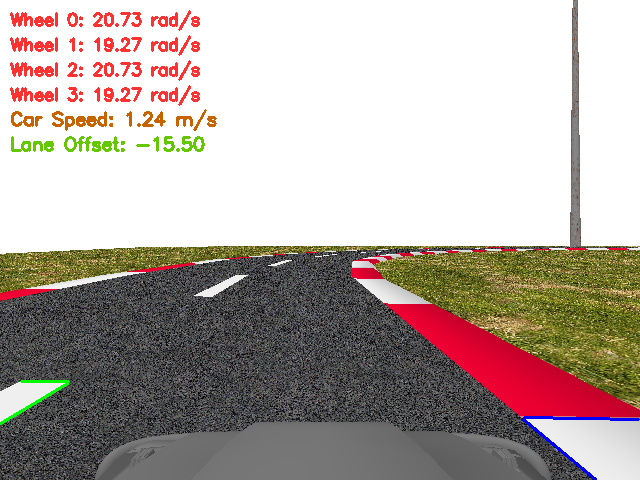 Wheel 0: 20.73 rad/s
Wheel 1: 19.27 rad/s
Wheel 2: 20.73 rad/s
Wheel 3: 19.27 rad/s
Car Speed: 1.24 m/s
Lane Offset: -15.50